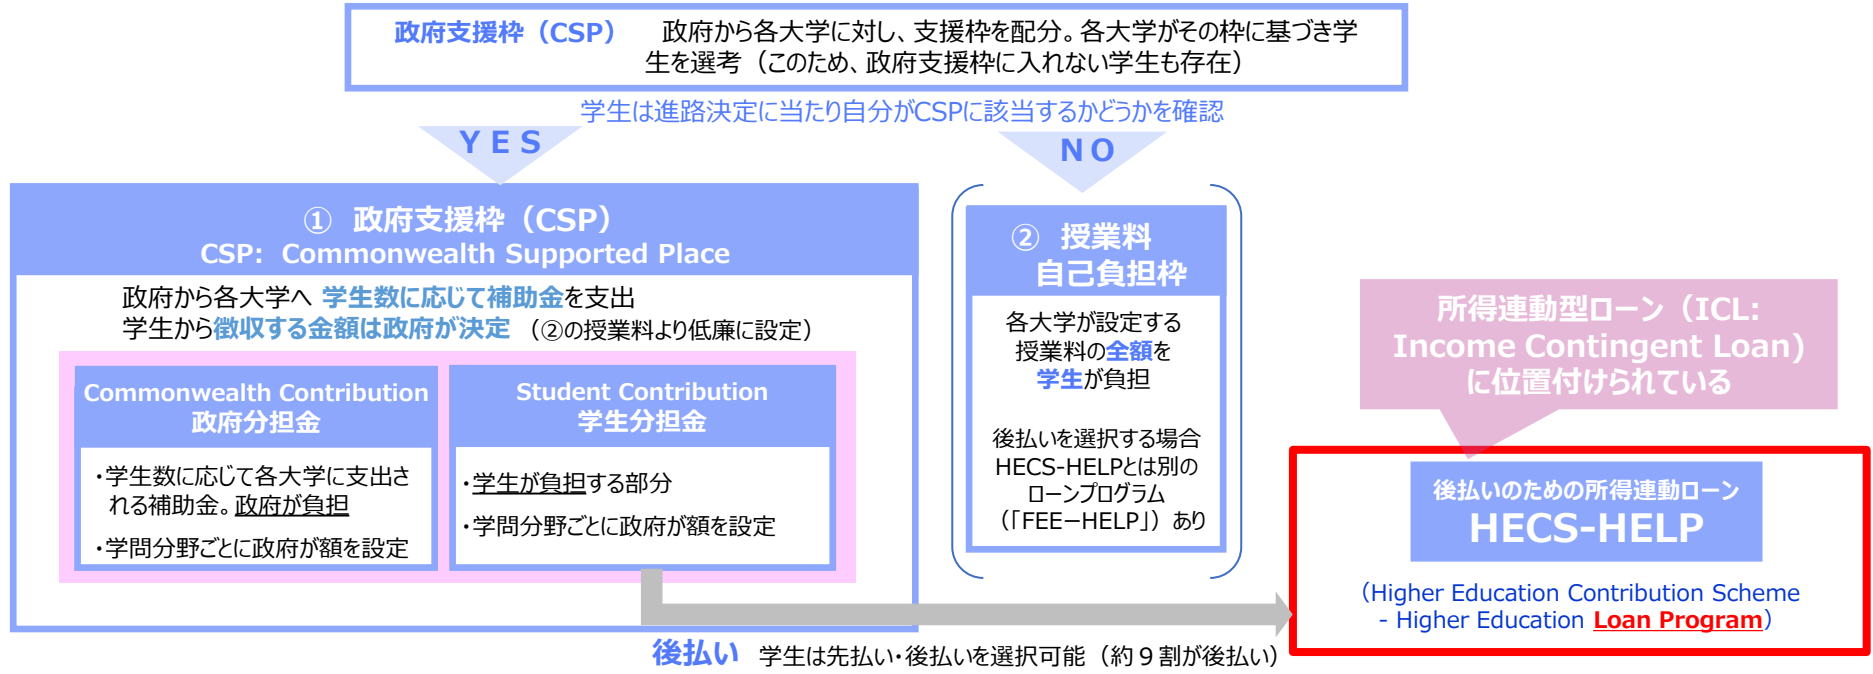 政府支援枠（CSP）　政府から各大学に対し、支援枠を配分。各大学がその枠に基づき学
生を選考（このため、政府支援枠に入れない学生も存在）
学生は進路決定に当たり自分がCSPに該当するかどうかを確認
ＹＥＳ
ＮＯ
① 政府支援枠（CSP）
CSP: Commonwealth Supported Place
政府から各大学へ 学生数に応じて補助金を支出
学生から徴収する金額は政府が決定（②の授業料より低廉に設定）
Commonwealth Contribution
政府分担金
・学生数に応じて各大学に支出さ
れる補助金。政府が負担
・学問分野ごとに政府が額を設定
Student Contribution
学生分担金
・学生が負担する部分
・学問分野ごとに政府が額を設定
② 授業料
自己負担枠
各大学が設定する
授業料の全額を
学生が負担
後払いを選択する場合
HECS-HELPとは別の
ローンプログラム
（「FEE－HELP」）あり
所得連動型ローン（ICL:
Income Contingent Loan）
に位置付けられている
後払いのための所得連動ローン
HECS-HELP
（Higher Education Contribution Scheme
- Higher Education Loan Program）
後払い　学生は先払い・後払いを選択可能（約９割が後払い）